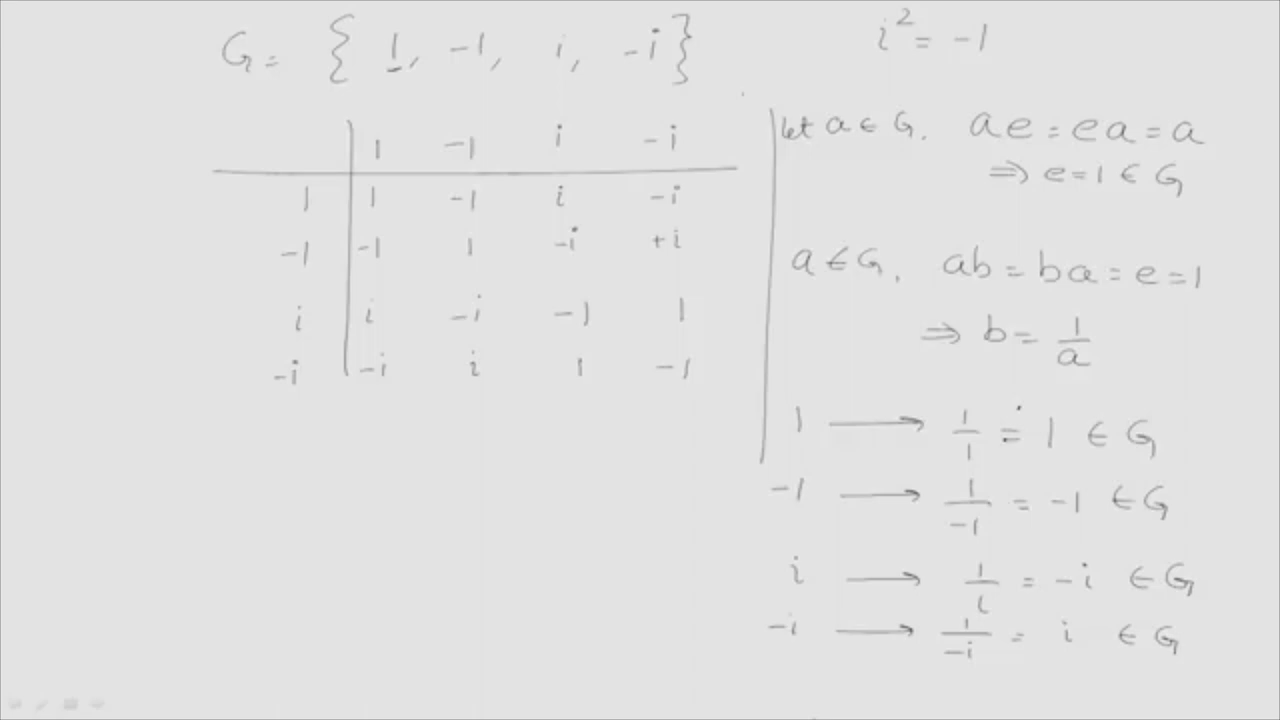 G = { 1, -1, i, -i }
i² = -1
1 -1 i -i
1 1 -1 i -i
-1 -1 1 -i +i
i i -i -1 1
-i -i i 1 -1
let a ∈ G. ae = ea = a
⇒ e = 1 ∈ G
a ∈ G, ab = ba = e = 1
⇒ b = 1/a
1 → 1/1 = 1 ∈ G
-1 → 1/-1 = -1 ∈ G
i → 1/i = -i ∈ G
-i → 1/-i = i ∈ G